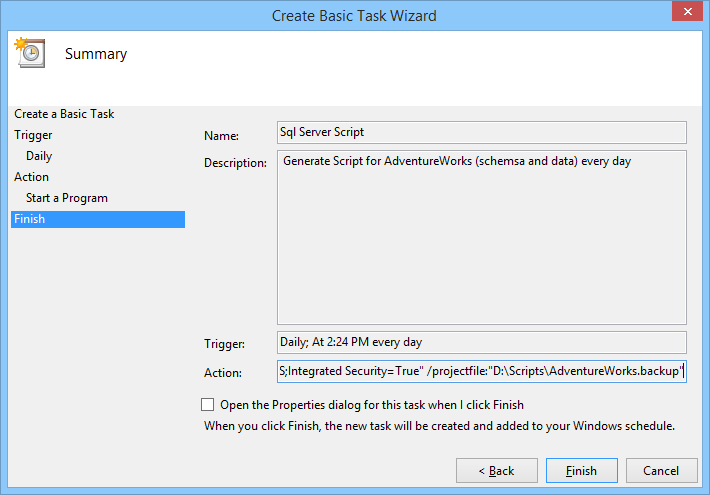 Create Basic Task Wizard
Summary
Create a Basic Task
Trigger
Daily
Action
Start a Program
Finish
Name: Sql Server Script
Description: Generate Script for AdventureWorks (schemsa and data) every day
Trigger: Daily; At 2:24 PM every day
Action: S;Integrated Security=True" /projectfile:"D:\Scripts\AdventureWorks.backup"
Open the Properties dialog for this task when I click Finish
When you click Finish, the new task will be created and added to your Windows schedule.
< Back Finish Cancel